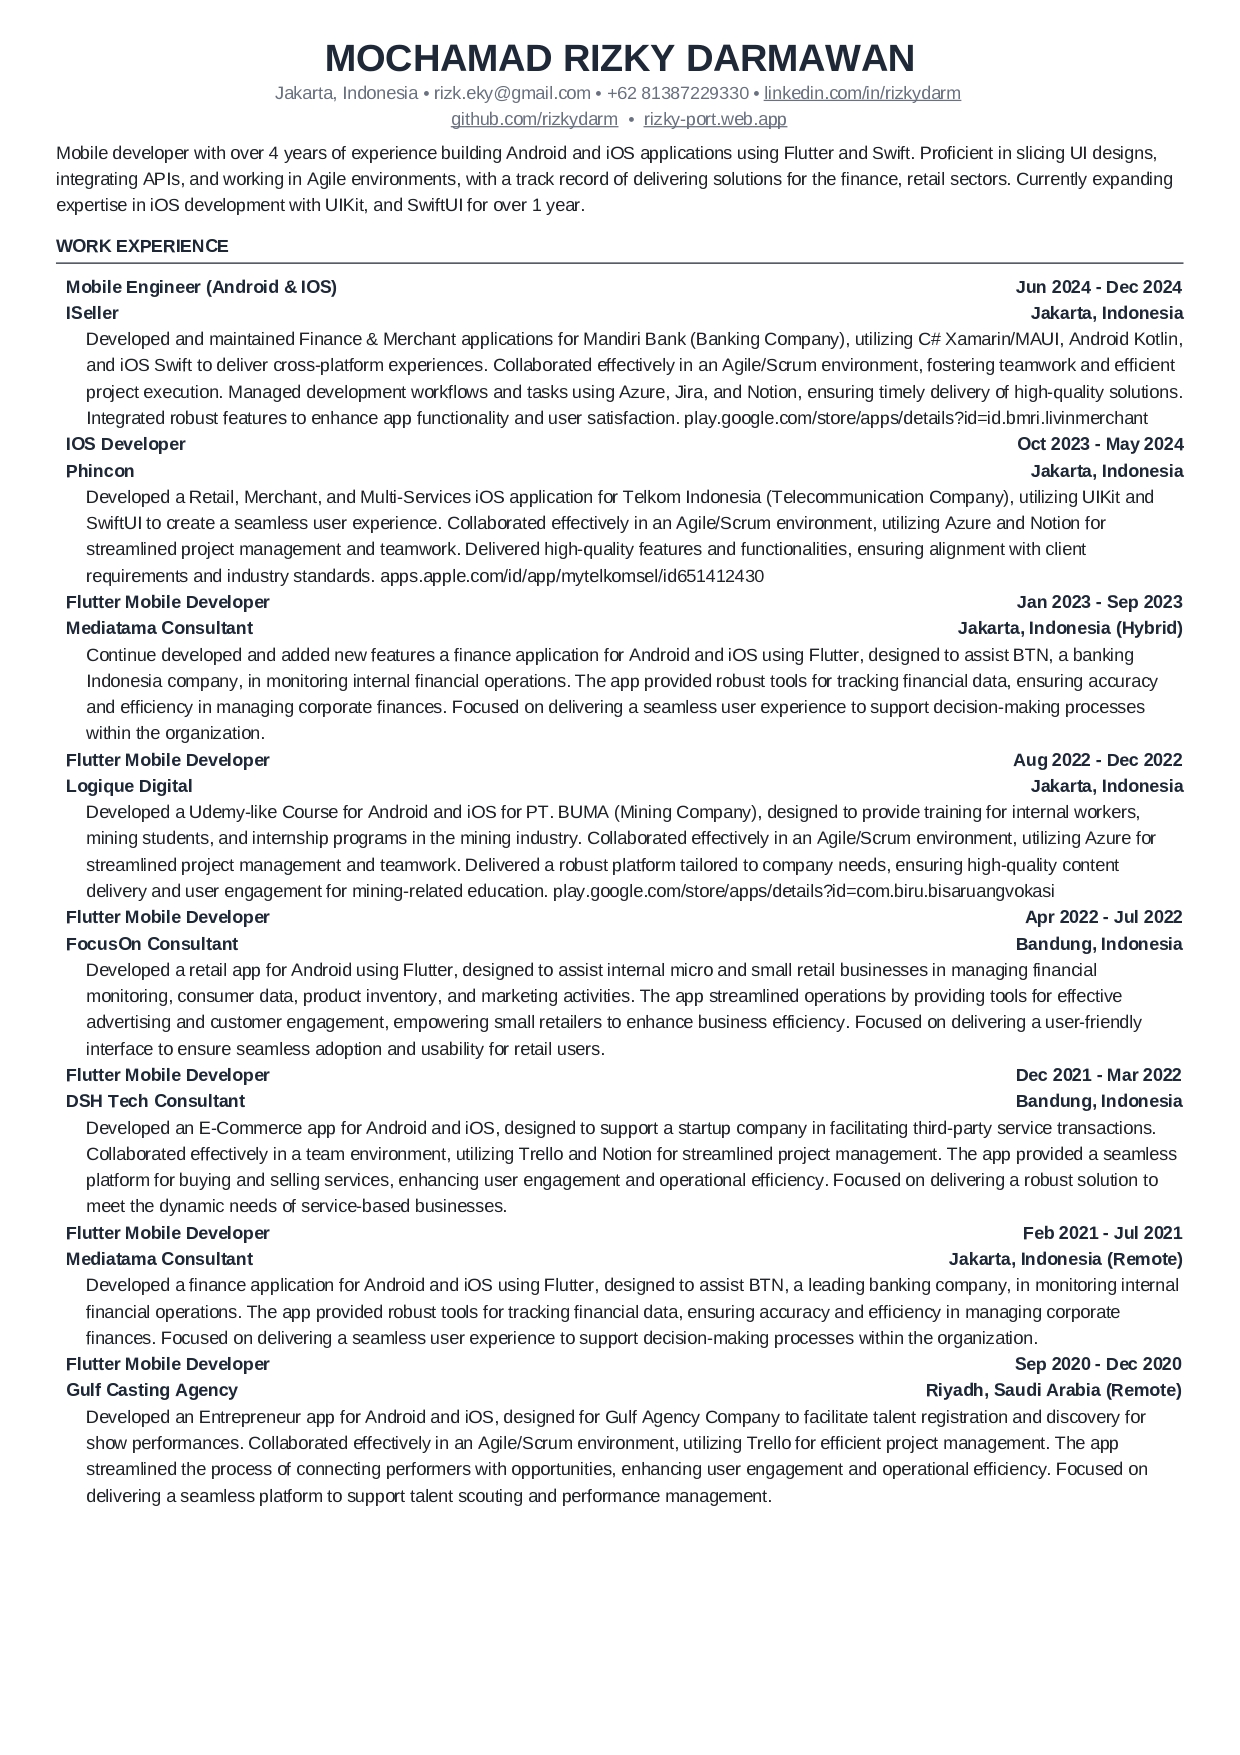 MOCHAMAD RIZKY DARMAWAN
Jakarta, Indonesia • rizk.eky@gmail.com • +62 81387229330 • linkedin.com/in/rizkydarm
github.com/rizkydarm • rizky-port.web.app
Mobile developer with over 4 years of experience building Android and iOS applications using Flutter and Swift. Proficient in slicing UI designs,
integrating APIs, and working in Agile environments, with a track record of delivering solutions for the finance, retail sectors. Currently expanding
expertise in iOS development with UIKit, and SwiftUI for over 1 year.
WORK EXPERIENCE
Mobile Engineer (Android & IOS) Jun 2024 - Dec 2024
ISeller Jakarta, Indonesia
Developed and maintained Finance & Merchant applications for Mandiri Bank (Banking Company), utilizing C# Xamarin/MAUI, Android Kotlin,
and iOS Swift to deliver cross-platform experiences. Collaborated effectively in an Agile/Scrum environment, fostering teamwork and efficient
project execution. Managed development workflows and tasks using Azure, Jira, and Notion, ensuring timely delivery of high-quality solutions.
Integrated robust features to enhance app functionality and user satisfaction. play.google.com/store/apps/details?id=id.bmri.livinmerchant
IOS Developer Oct 2023 - May 2024
Phincon Jakarta, Indonesia
Developed a Retail, Merchant, and Multi-Services iOS application for Telkom Indonesia (Telecommunication Company), utilizing UIKit and
SwiftUI to create a seamless user experience. Collaborated effectively in an Agile/Scrum environment, utilizing Azure and Notion for
streamlined project management and teamwork. Delivered high-quality features and functionalities, ensuring alignment with client
requirements and industry standards. apps.apple.com/id/app/mytelkomsel/id651412430
Flutter Mobile Developer Jan 2023 - Sep 2023
Mediatama Consultant Jakarta, Indonesia (Hybrid)
Continue developed and added new features a finance application for Android and iOS using Flutter, designed to assist BTN, a banking
Indonesia company, in monitoring internal financial operations. The app provided robust tools for tracking financial data, ensuring accuracy
and efficiency in managing corporate finances. Focused on delivering a seamless user experience to support decision-making processes
within the organization.
Flutter Mobile Developer Aug 2022 - Dec 2022
Logique Digital Jakarta, Indonesia
Developed a Udemy-like Course for Android and iOS for PT. BUMA (Mining Company), designed to provide training for internal workers,
mining students, and internship programs in the mining industry. Collaborated effectively in an Agile/Scrum environment, utilizing Azure for
streamlined project management and teamwork. Delivered a robust platform tailored to company needs, ensuring high-quality content
delivery and user engagement for mining-related education. play.google.com/store/apps/details?id=com.biru.bisaruangvokasi
Flutter Mobile Developer Apr 2022 - Jul 2022
FocusOn Consultant Bandung, Indonesia
Developed a retail app for Android using Flutter, designed to assist internal micro and small retail businesses in managing financial
monitoring, consumer data, product inventory, and marketing activities. The app streamlined operations by providing tools for effective
advertising and customer engagement, empowering small retailers to enhance business efficiency. Focused on delivering a user-friendly
interface to ensure seamless adoption and usability for retail users.
Flutter Mobile Developer Dec 2021 - Mar 2022
DSH Tech Consultant Bandung, Indonesia
Developed an E-Commerce app for Android and iOS, designed to support a startup company in facilitating third-party service transactions.
Collaborated effectively in a team environment, utilizing Trello and Notion for streamlined project management. The app provided a seamless
platform for buying and selling services, enhancing user engagement and operational efficiency. Focused on delivering a robust solution to
meet the dynamic needs of service-based businesses.
Flutter Mobile Developer Feb 2021 - Jul 2021
Mediatama Consultant Jakarta, Indonesia (Remote)
Developed a finance application for Android and iOS using Flutter, designed to assist BTN, a leading banking company, in monitoring internal
financial operations. The app provided robust tools for tracking financial data, ensuring accuracy and efficiency in managing corporate
finances. Focused on delivering a seamless user experience to support decision-making processes within the organization.
Flutter Mobile Developer Sep 2020 - Dec 2020
Gulf Casting Agency Riyadh, Saudi Arabia (Remote)
Developed an Entrepreneur app for Android and iOS, designed for Gulf Agency Company to facilitate talent registration and discovery for
show performances. Collaborated effectively in an Agile/Scrum environment, utilizing Trello for efficient project management. The app
streamlined the process of connecting performers with opportunities, enhancing user engagement and operational efficiency. Focused on
delivering a seamless platform to support talent scouting and performance management.